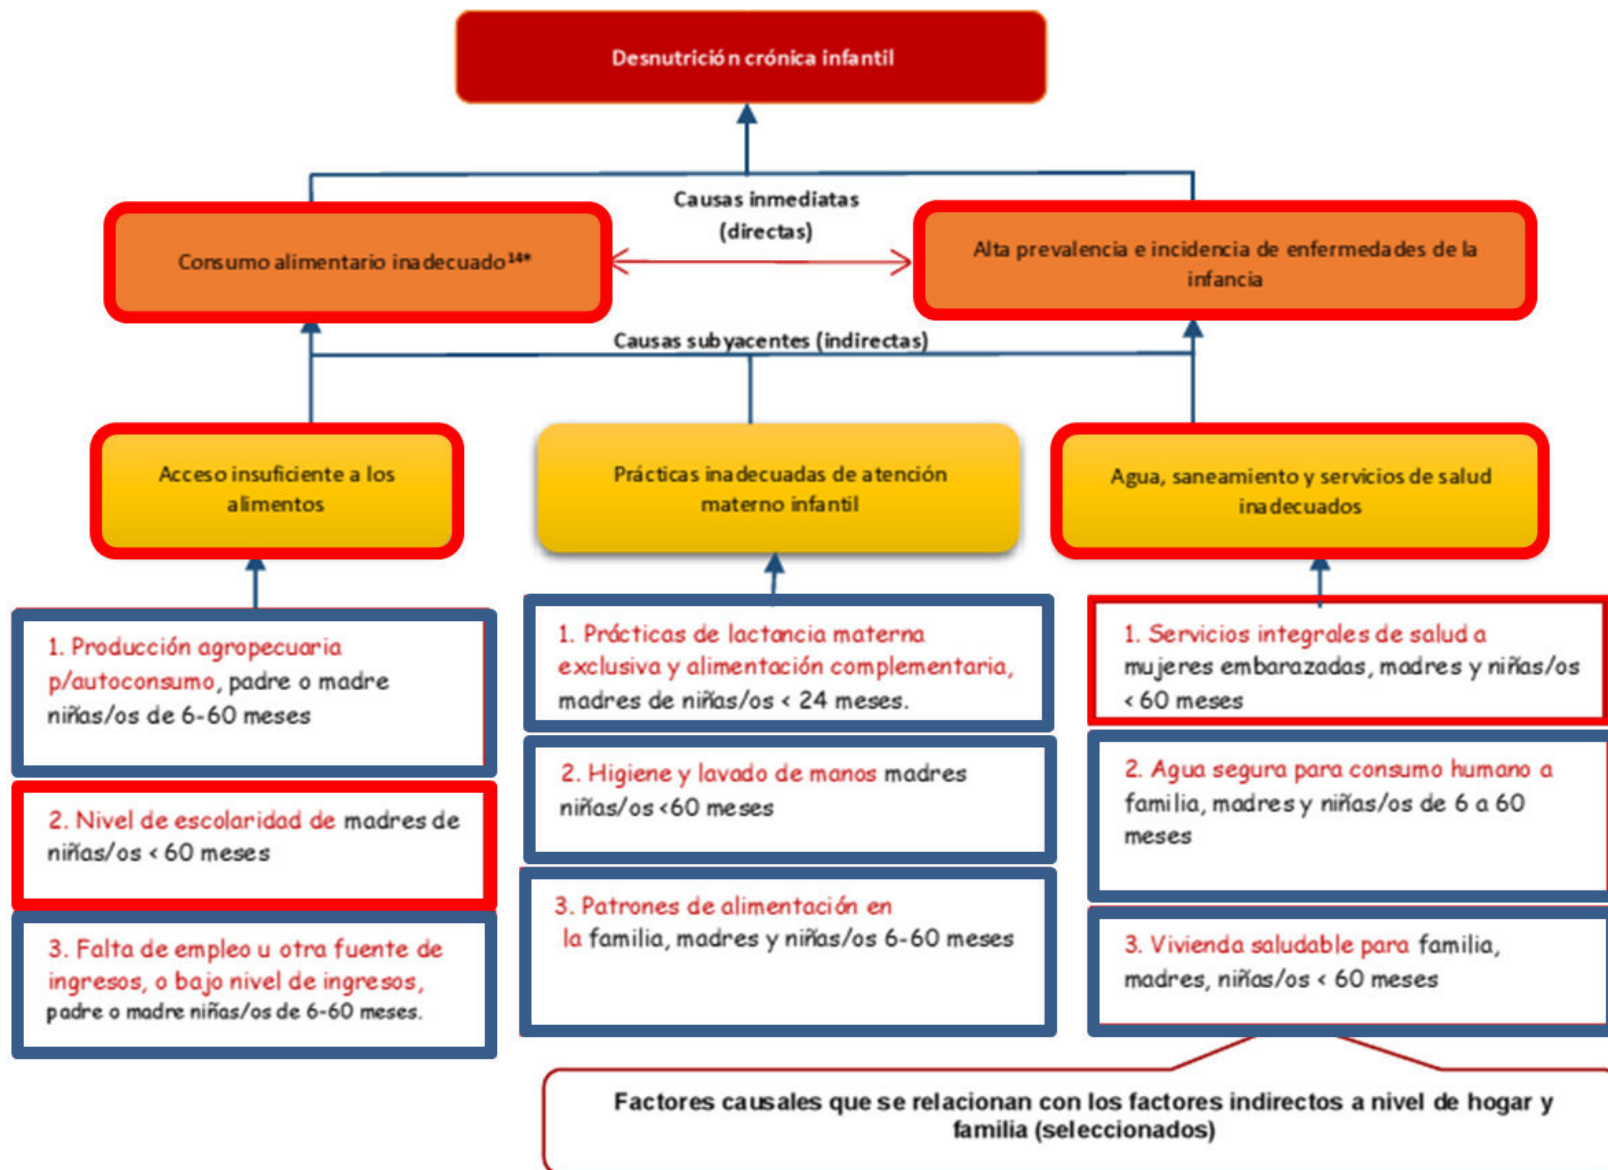 Desnutrición crónica infantil
Causas inmediatas
(directas)
Consumo alimentario inadecuado¹⁴*
Alta prevalencia e incidencia de enfermedades de la
infancia
Causas subyacentes (indirectas)
Acceso insuficiente a los
alimentos
Prácticas inadecuadas de atención
materno infantil
Agua, saneamiento y servicios de salud
inadecuados
1. Producción agropecuaria
p/autoconsumo, padre o madre
niñas/os de 6-60 meses
2. Nivel de escolaridad de madres de
niñas/os < 60 meses
3. Falta de empleo u otra fuente de
ingresos, o bajo nivel de ingresos,
padre o madre niñas/os de 6-60 meses.
1. Prácticas de lactancia materna
exclusiva y alimentación complementaria,
madres de niñas/os < 24 meses.
2. Higiene y lavado de manos madres
niñas/os <60 meses
3. Patrones de alimentación en
la familia, madres y niñas/os 6-60 meses
1. Servicios integrales de salud a
mujeres embarazadas, madres y niñas/os
< 60 meses
2. Agua segura para consumo humano a
familia, madres y niñas/os de 6 a 60
meses
3. Vivienda saludable para familia,
madres, niñas/os < 60 meses
Factores causales que se relacionan con los factores indirectos a nivel de hogar y
familia (seleccionados)